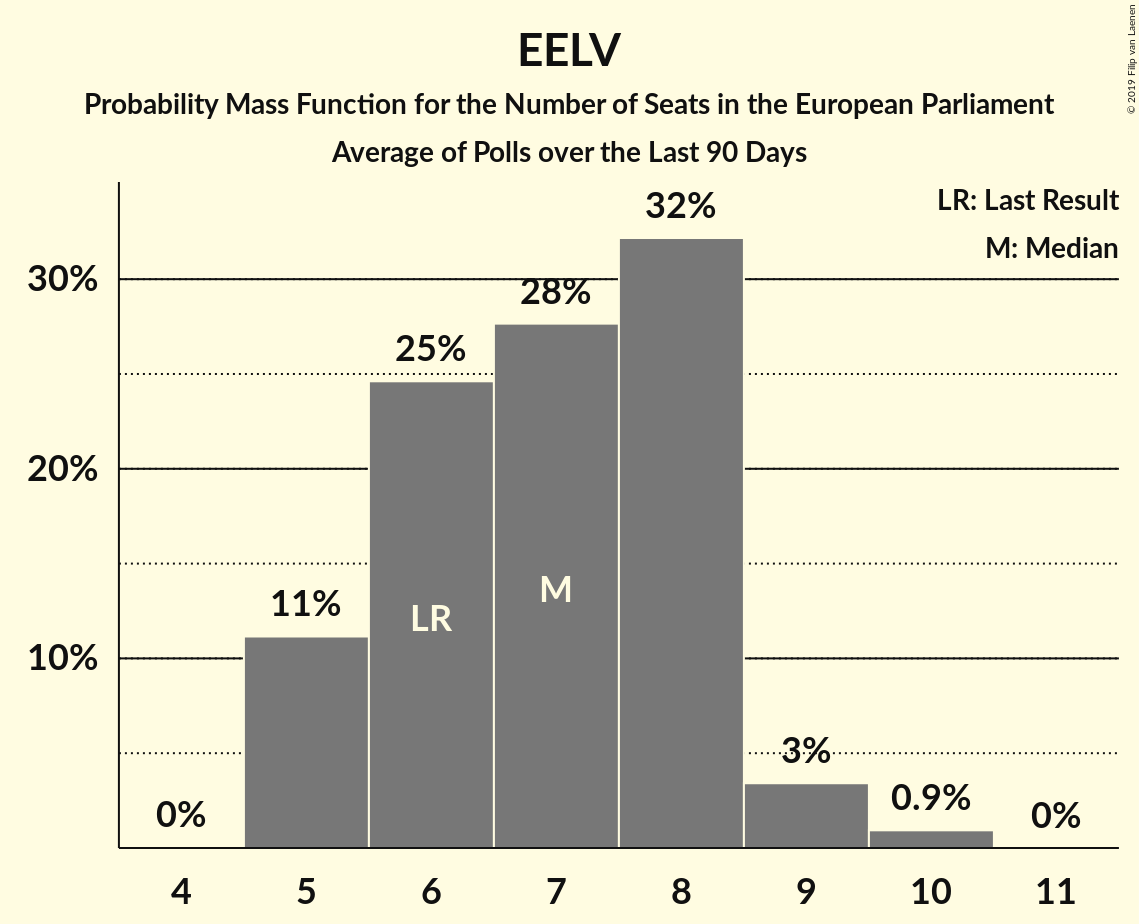 EELV
Probability Mass Function for the Number of Seats in the European Parliament
Average of Polls over the Last 90 Days
© 2019 Filip van Laenen
LR: Last Result
M: Median
32%
30%
28%
25%
20%
11%
10%
LR
M
3%
0.9%
0%
0%
4 5 6 7 8 9 10 11